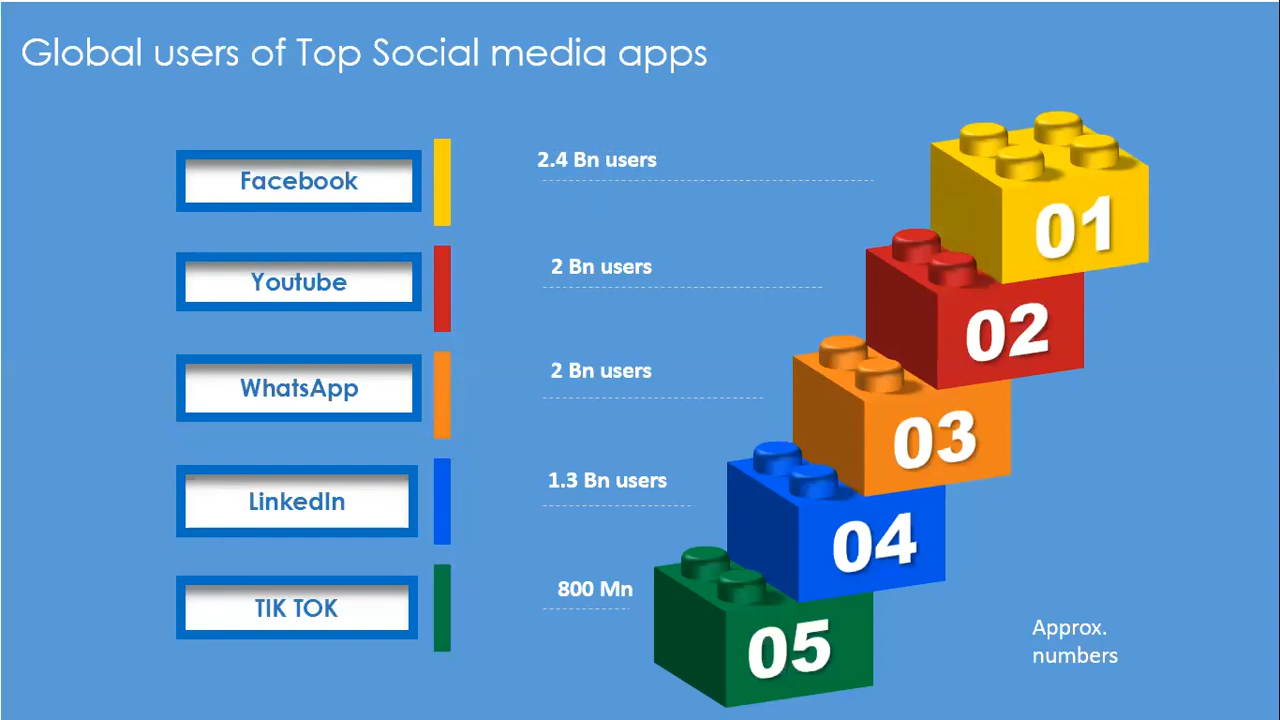 Global users of Top Social media apps
Facebook
2.4 Bn users
01
Youtube
2 Bn users
02
WhatsApp
2 Bn users
03
LinkedIn
1.3 Bn users
04
TIK TOK
800 Mn
05
Approx.
numbers